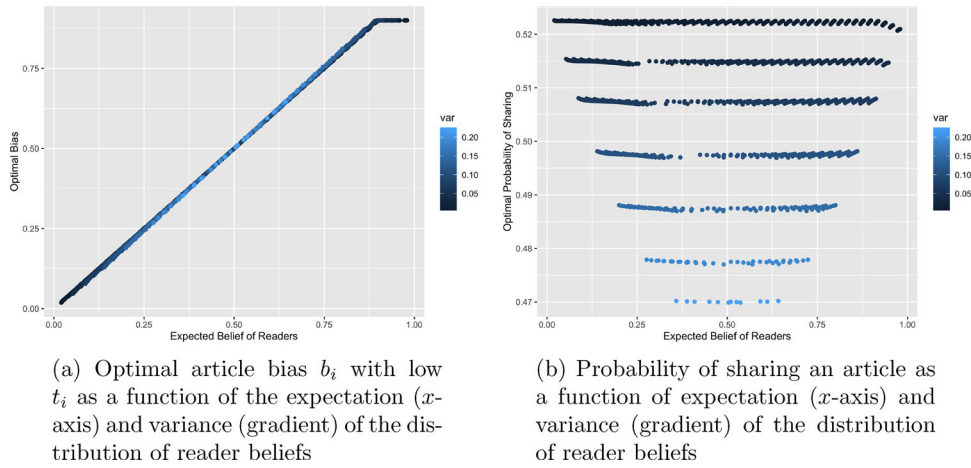 Optimal Bias
0.75
0.50
0.25
0.00
0.00
0.25
0.50
0.75
1.00
Expected Belief of Readers
var
0.20
0.15
0.10
0.05
(a) Optimal article bias b_i with low
t_i as a function of the expectation (x-
axis) and variance (gradient) of the dis-
tribution of reader beliefs
Optimal Probability of Sharing
0.52
0.51
0.50
0.49
0.48
0.47
0.00
0.25
0.50
0.75
1.00
Expected Belief of Readers
var
0.20
0.15
0.10
0.05
(b) Probability of sharing an article as
a function of expectation (x-axis) and
variance (gradient) of the distribution
of reader beliefs